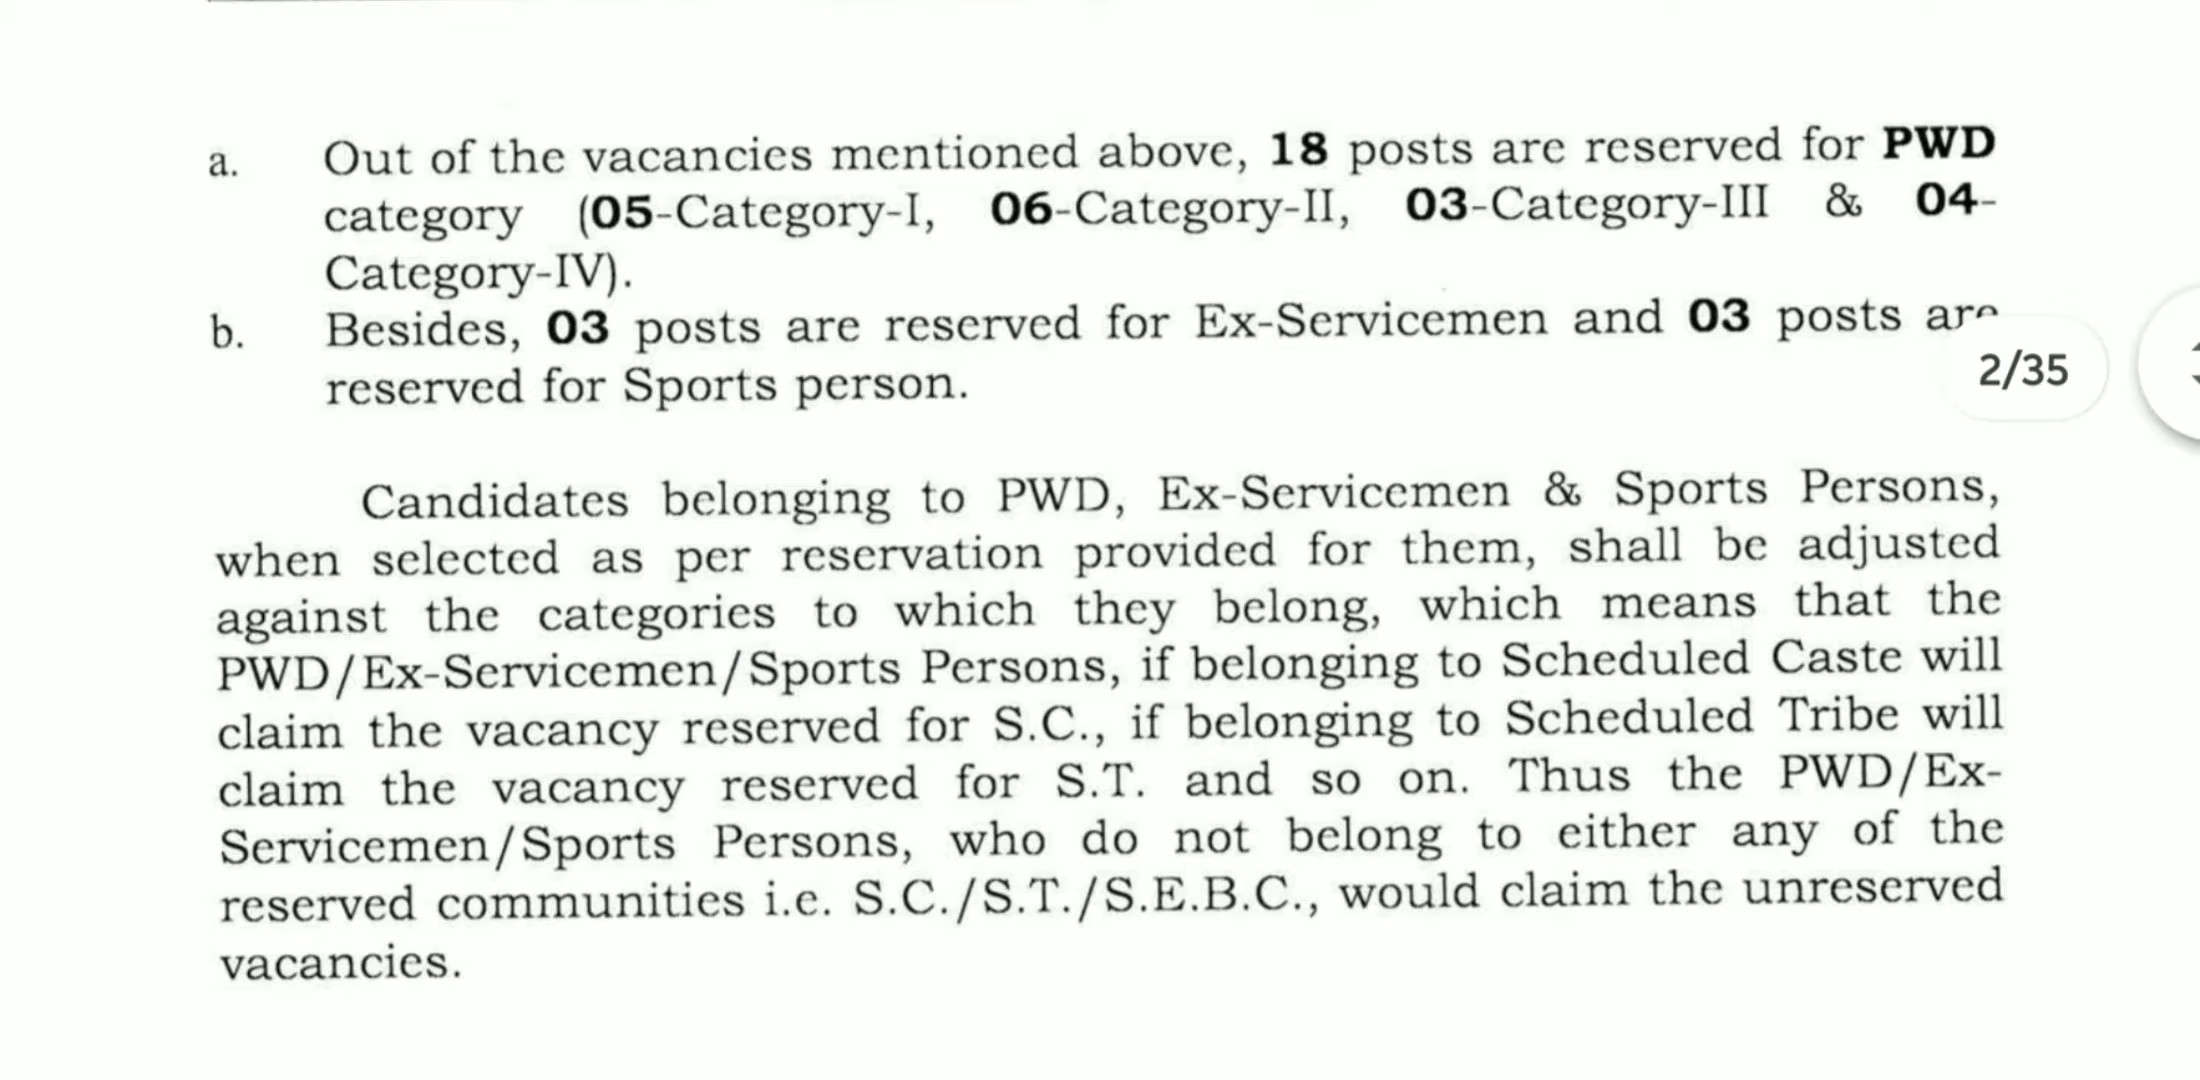 a. Out of the vacancies mentioned above, 18 posts are reserved for PWD
category (05-Category-I, 06-Category-II, 03-Category-III & 04-
Category-IV).
b. Besides, 03 posts are reserved for Ex-Servicemen and 03 posts are
reserved for Sports person.
2/35
Candidates belonging to PWD, Ex-Servicemen & Sports Persons,
when selected as per reservation provided for them, shall be adjusted
against the categories to which they belong, which means that the
PWD/Ex-Servicemen/Sports Persons, if belonging to Scheduled Caste will
claim the vacancy reserved for S.C., if belonging to Scheduled Tribe will
claim the vacancy reserved for S.T. and so on. Thus the PWD/Ex-
Servicemen/Sports Persons, who do not belong to either any of the
reserved communities i.e. S.C./S.T./S.E.B.C., would claim the unreserved
vacancies.